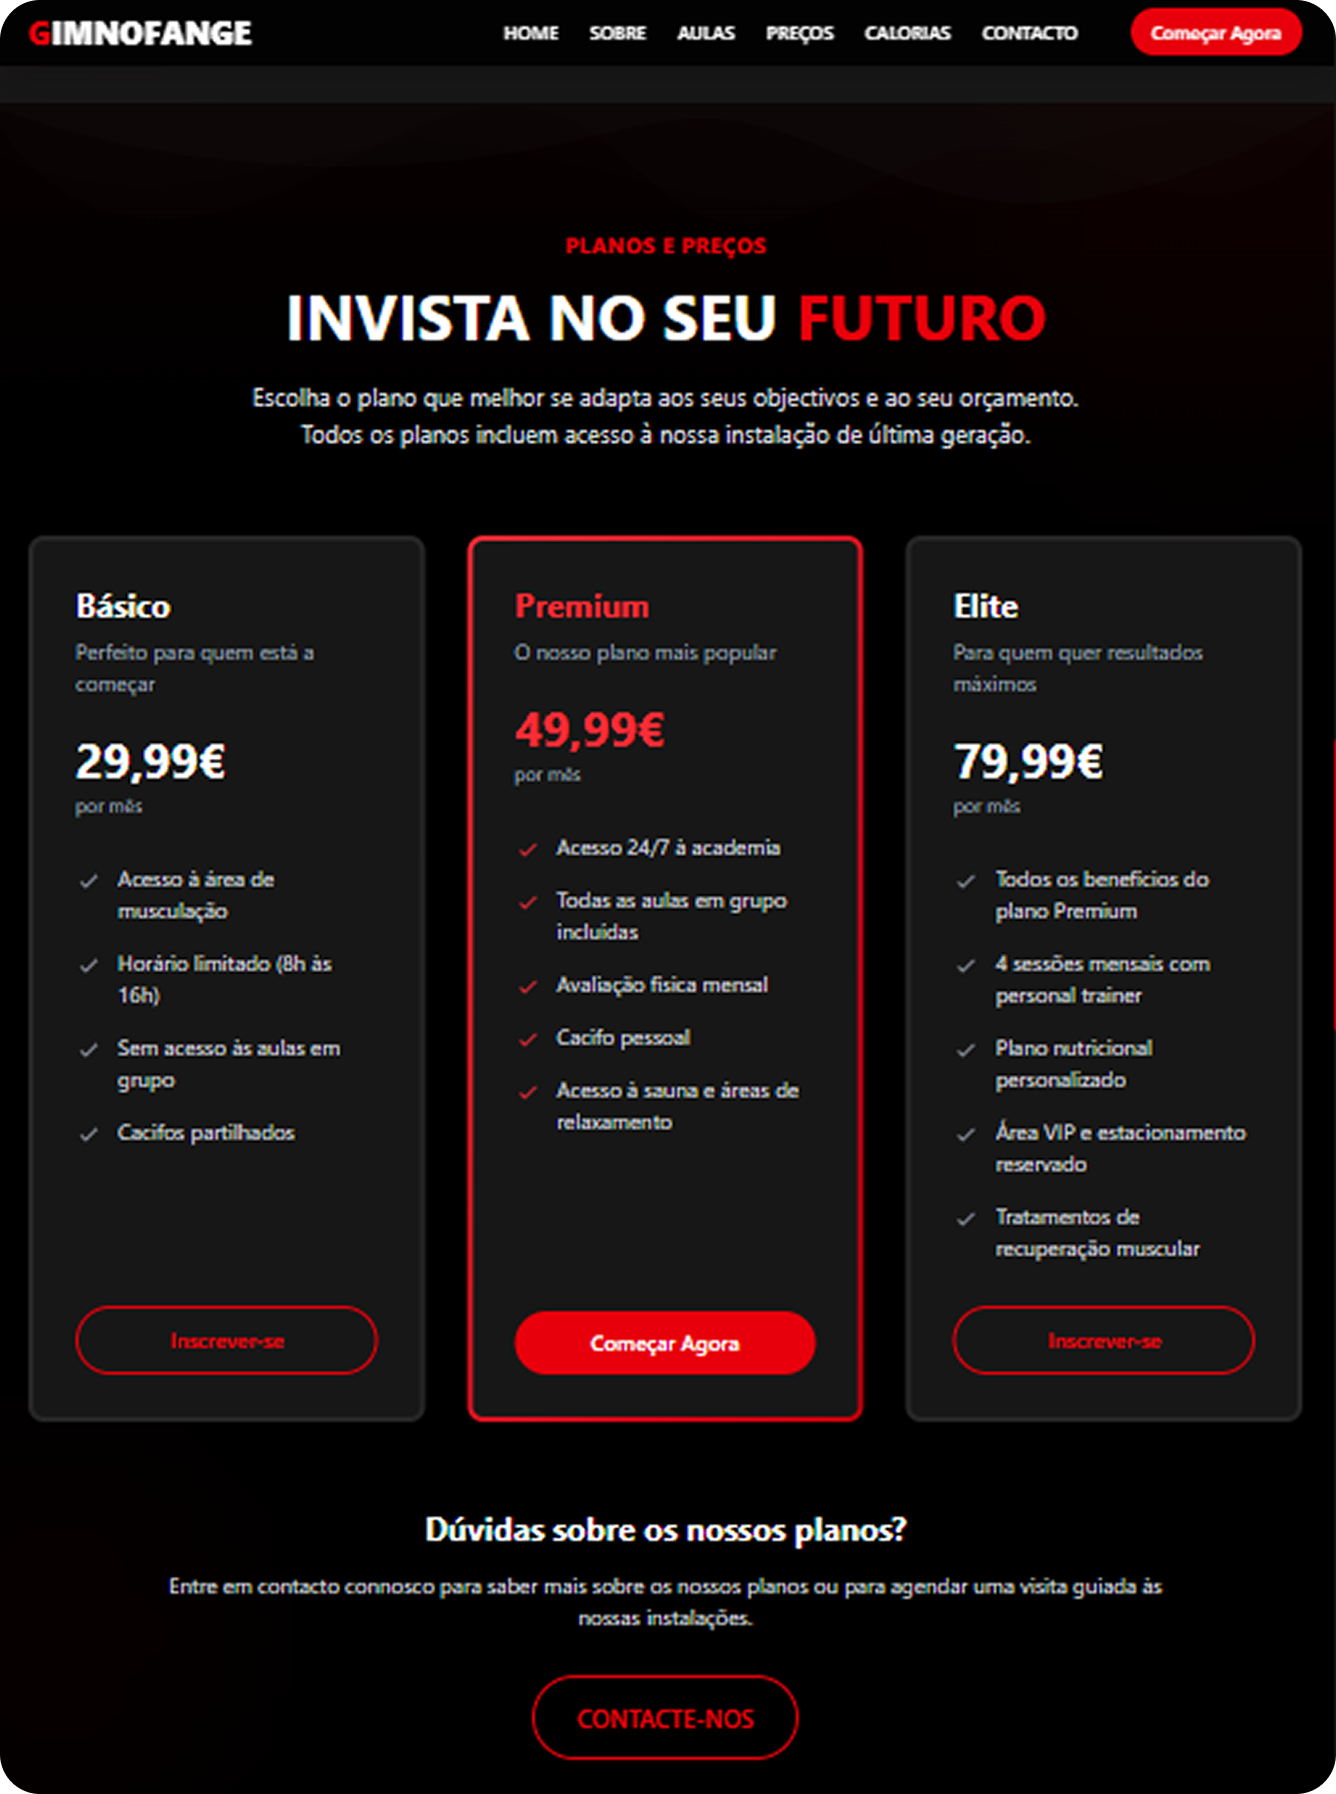 GIMNOFANGE
HOME SOBRE AULAS PREÇOS CALORIAS CONTACTO Começar Agora
PLANOS E PREÇOS
INVISTA NO SEU FUTURO
Escolha o plano que melhor se adapta aos seus objectivos e ao seu orçamento.
Todos os planos incluem acesso à nossa instalação de última geração.
Básico
Perfeito para quem está a
começar
29,99€
por mês
Acesso à área de
musculação
Horário limitado (8h às
16h)
Sem acesso às aulas em
grupo
Cacifos partilhados
Inscrever-se
Premium
O nosso plano mais popular
49,99€
por mês
Acesso 24/7 à academia
Todas as aulas em grupo
incluídas
Avaliação física mensal
Cacifo pessoal
Acesso à sauna e áreas de
relaxamento
Começar Agora
Elite
Para quem quer resultados
máximos
79,99€
por mês
Todos os benefícios do
plano Premium
4 sessões mensais com
personal trainer
Plano nutricional
personalizado
Área VIP e estacionamento
reservado
Tratamentos de
recuperação muscular
Inscrever-se
Dúvidas sobre os nossos planos?
Entre em contacto connosco para saber mais sobre os nossos planos ou para agendar uma visita guiada às
nossas instalações.
CONTACTE-NOS